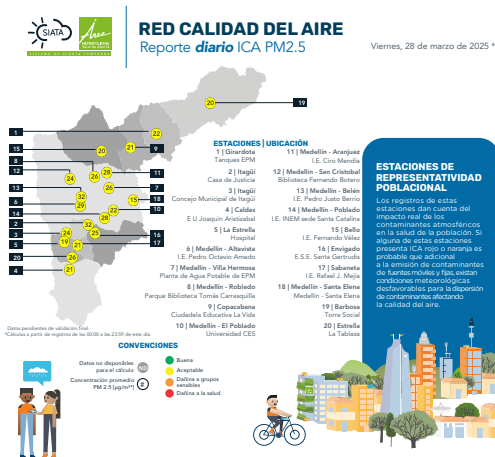 SIATA
Área
METROPOLITANA
Valle de Aburrá
SISTEMA DE ALERTA TEMPRANA
RED CALIDAD DEL AIRE
Reporte diario ICA PM2.5
Viernes, 28 de marzo de 2025 *
20
19
1
22
15
20
21
9
8
12
24
26
28
11
13
26
7
32
15
18
6
29
22
10
14
28
2
32
3
24
25
16
5
19
21
17
20
26
4
21
ESTACIONES | UBICACIÓN
1 | Girardota
Tanques EPM
2 | Itagüí
Casa de Justicia
3 | Itagüí
Concejo Municipal de Itagüí
4 | Caldas
E U Joaquín Aristizabal
5 | La Estrella
Hospital
6 | Medellín - Altavista
I.E. Pedro Octavio Amado
7 | Medellín - Villa Hermosa
Planta de Agua Potable de EPM
8 | Medellín - Robledo
Parque Biblioteca Tomás Carrasquilla
9 | Copacabana
Ciudadela Educativa La Vida
10 | Medellín - El Poblado
Universidad CES
11 | Medellín - Aranjuez
I.E. Ciro Mendía
12 | Medellín - San Cristobal
Biblioteca Fernando Botero
13 | Medellín - Belén
I.E. Pedro Justo Berrio
14 | Medellín - Poblado
I.E. INEM sede Santa Catalina
15 | Bello
I.E. Fernando Vélez
16 | Envigado
E.S.E. Santa Gertrudis
17 | Sabaneta
I.E. Rafael J. Mejía
18 | Medellín - Santa Elena
Medellín - Santa Elena
19 | Barbosa
Torre Social
20 | Estrella
La Tablaza
ESTACIONES DE
REPRESENTATIVIDAD
POBLACIONAL
Los registros de estas
estaciones dan cuenta del
impacto real de los
contaminantes atmosféricos
en la salud de la población. Si
alguna de estas estaciones
presenta ICA rojo o naranja es
probable que adicional
a la emisión de contaminantes
de fuentes móviles y fijas, existan
condiciones meteorológicas
desfavorables para la dispersión
de contaminantes afectando
la calidad del aire.
Datos pendientes de validación final.
*Cálculos a partir de registros de las 00:00 a las 23:59 de este día.
CONVENCIONES
Datos no disponibles
para el cálculo
ND
Concentración promedio
PM 2.5 [µg/m³]
#
Buena
Aceptable
Dañina a grupos
sensibles
Dañina a la salud